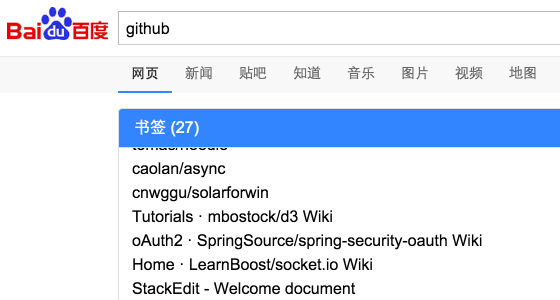 Bai du 百度
github
网页 新闻 贴吧 知道 音乐 图片 视频 地图
书签 (27)
caolan/async
cnwggu/solarforwin
Tutorials · mbostock/d3 Wiki
oAuth2 · SpringSource/spring-security-oauth Wiki
Home · LearnBoost/socket.io Wiki
StackEdit - Welcome document